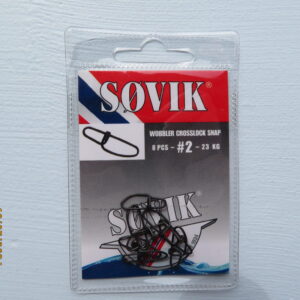 SØVIK®
WOBBLER CROSSLOCK SNAP
8 PCS - #2 - 23 KG
SØVIK®